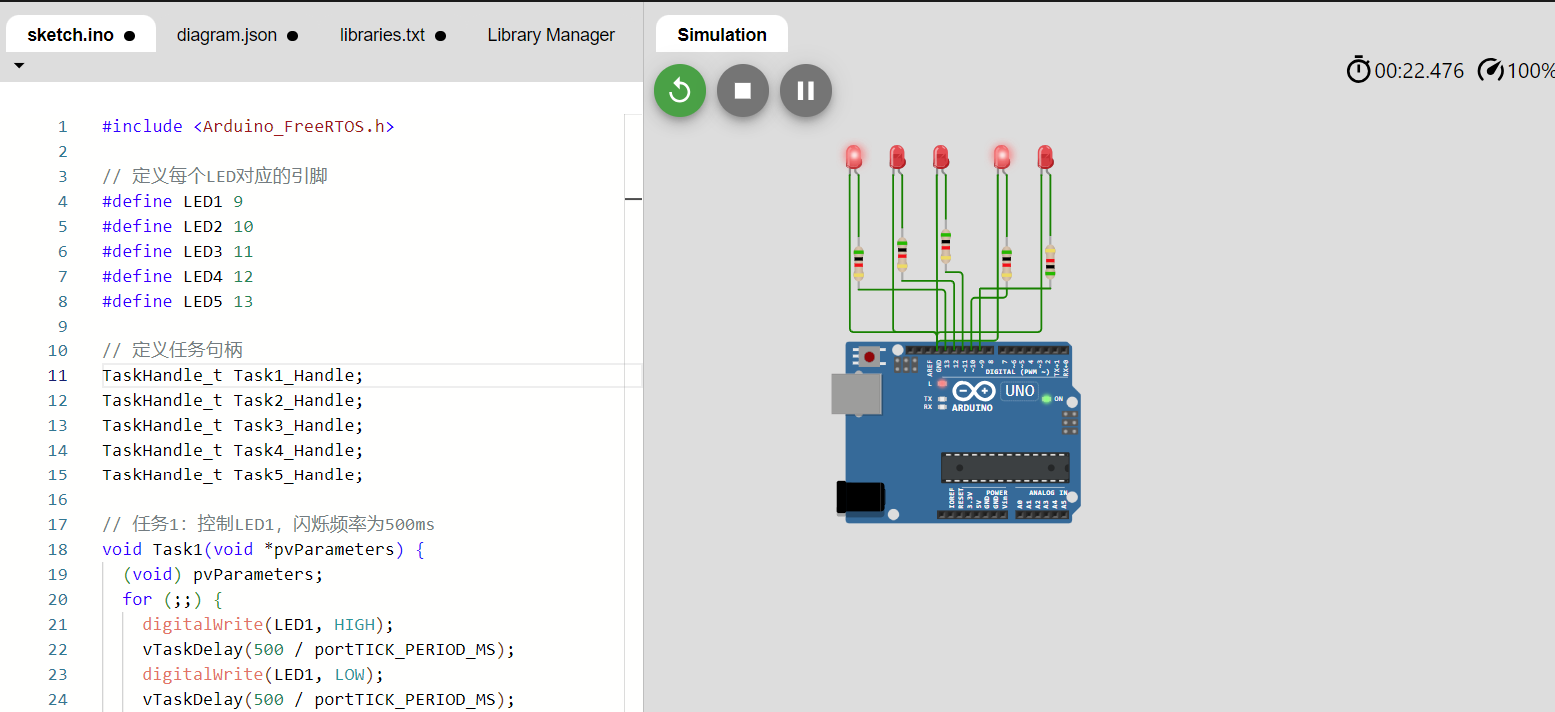 sketch.ino ● diagram.json ● libraries.txt ● Library Manager
Simulation
00:22.476 100%
1 #include <Arduino_FreeRTOS.h>
2
3 // 定义每个LED对应的引脚
4 #define LED1 9
5 #define LED2 10
6 #define LED3 11
7 #define LED4 12
8 #define LED5 13
9
10 // 定义任务句柄
11 TaskHandle_t Task1_Handle;
12 TaskHandle_t Task2_Handle;
13 TaskHandle_t Task3_Handle;
14 TaskHandle_t Task4_Handle;
15 TaskHandle_t Task5_Handle;
16
17 // 任务1: 控制LED1, 闪烁频率为500ms
18 void Task1(void *pvParameters) {
19 (void) pvParameters;
20 for (;;) {
21 digitalWrite(LED1, HIGH);
22 vTaskDelay(500 / portTICK_PERIOD_MS);
23 digitalWrite(LED1, LOW);
24 vTaskDelay(500 / portTICK_PERIOD_MS);
AREF GND 13 12 ~11 ~10 ~9 8 7 ~6 ~5 4 ~3 2 TX→1 RX←0
DIGITAL (PWM ~)
L
UNO
TX
ON
RX
ARDUINO
POWER
ANALOG IN
IOREF RESET 3.3V 5V GND GND Vin A0 A1 A2 A3 A4 A5